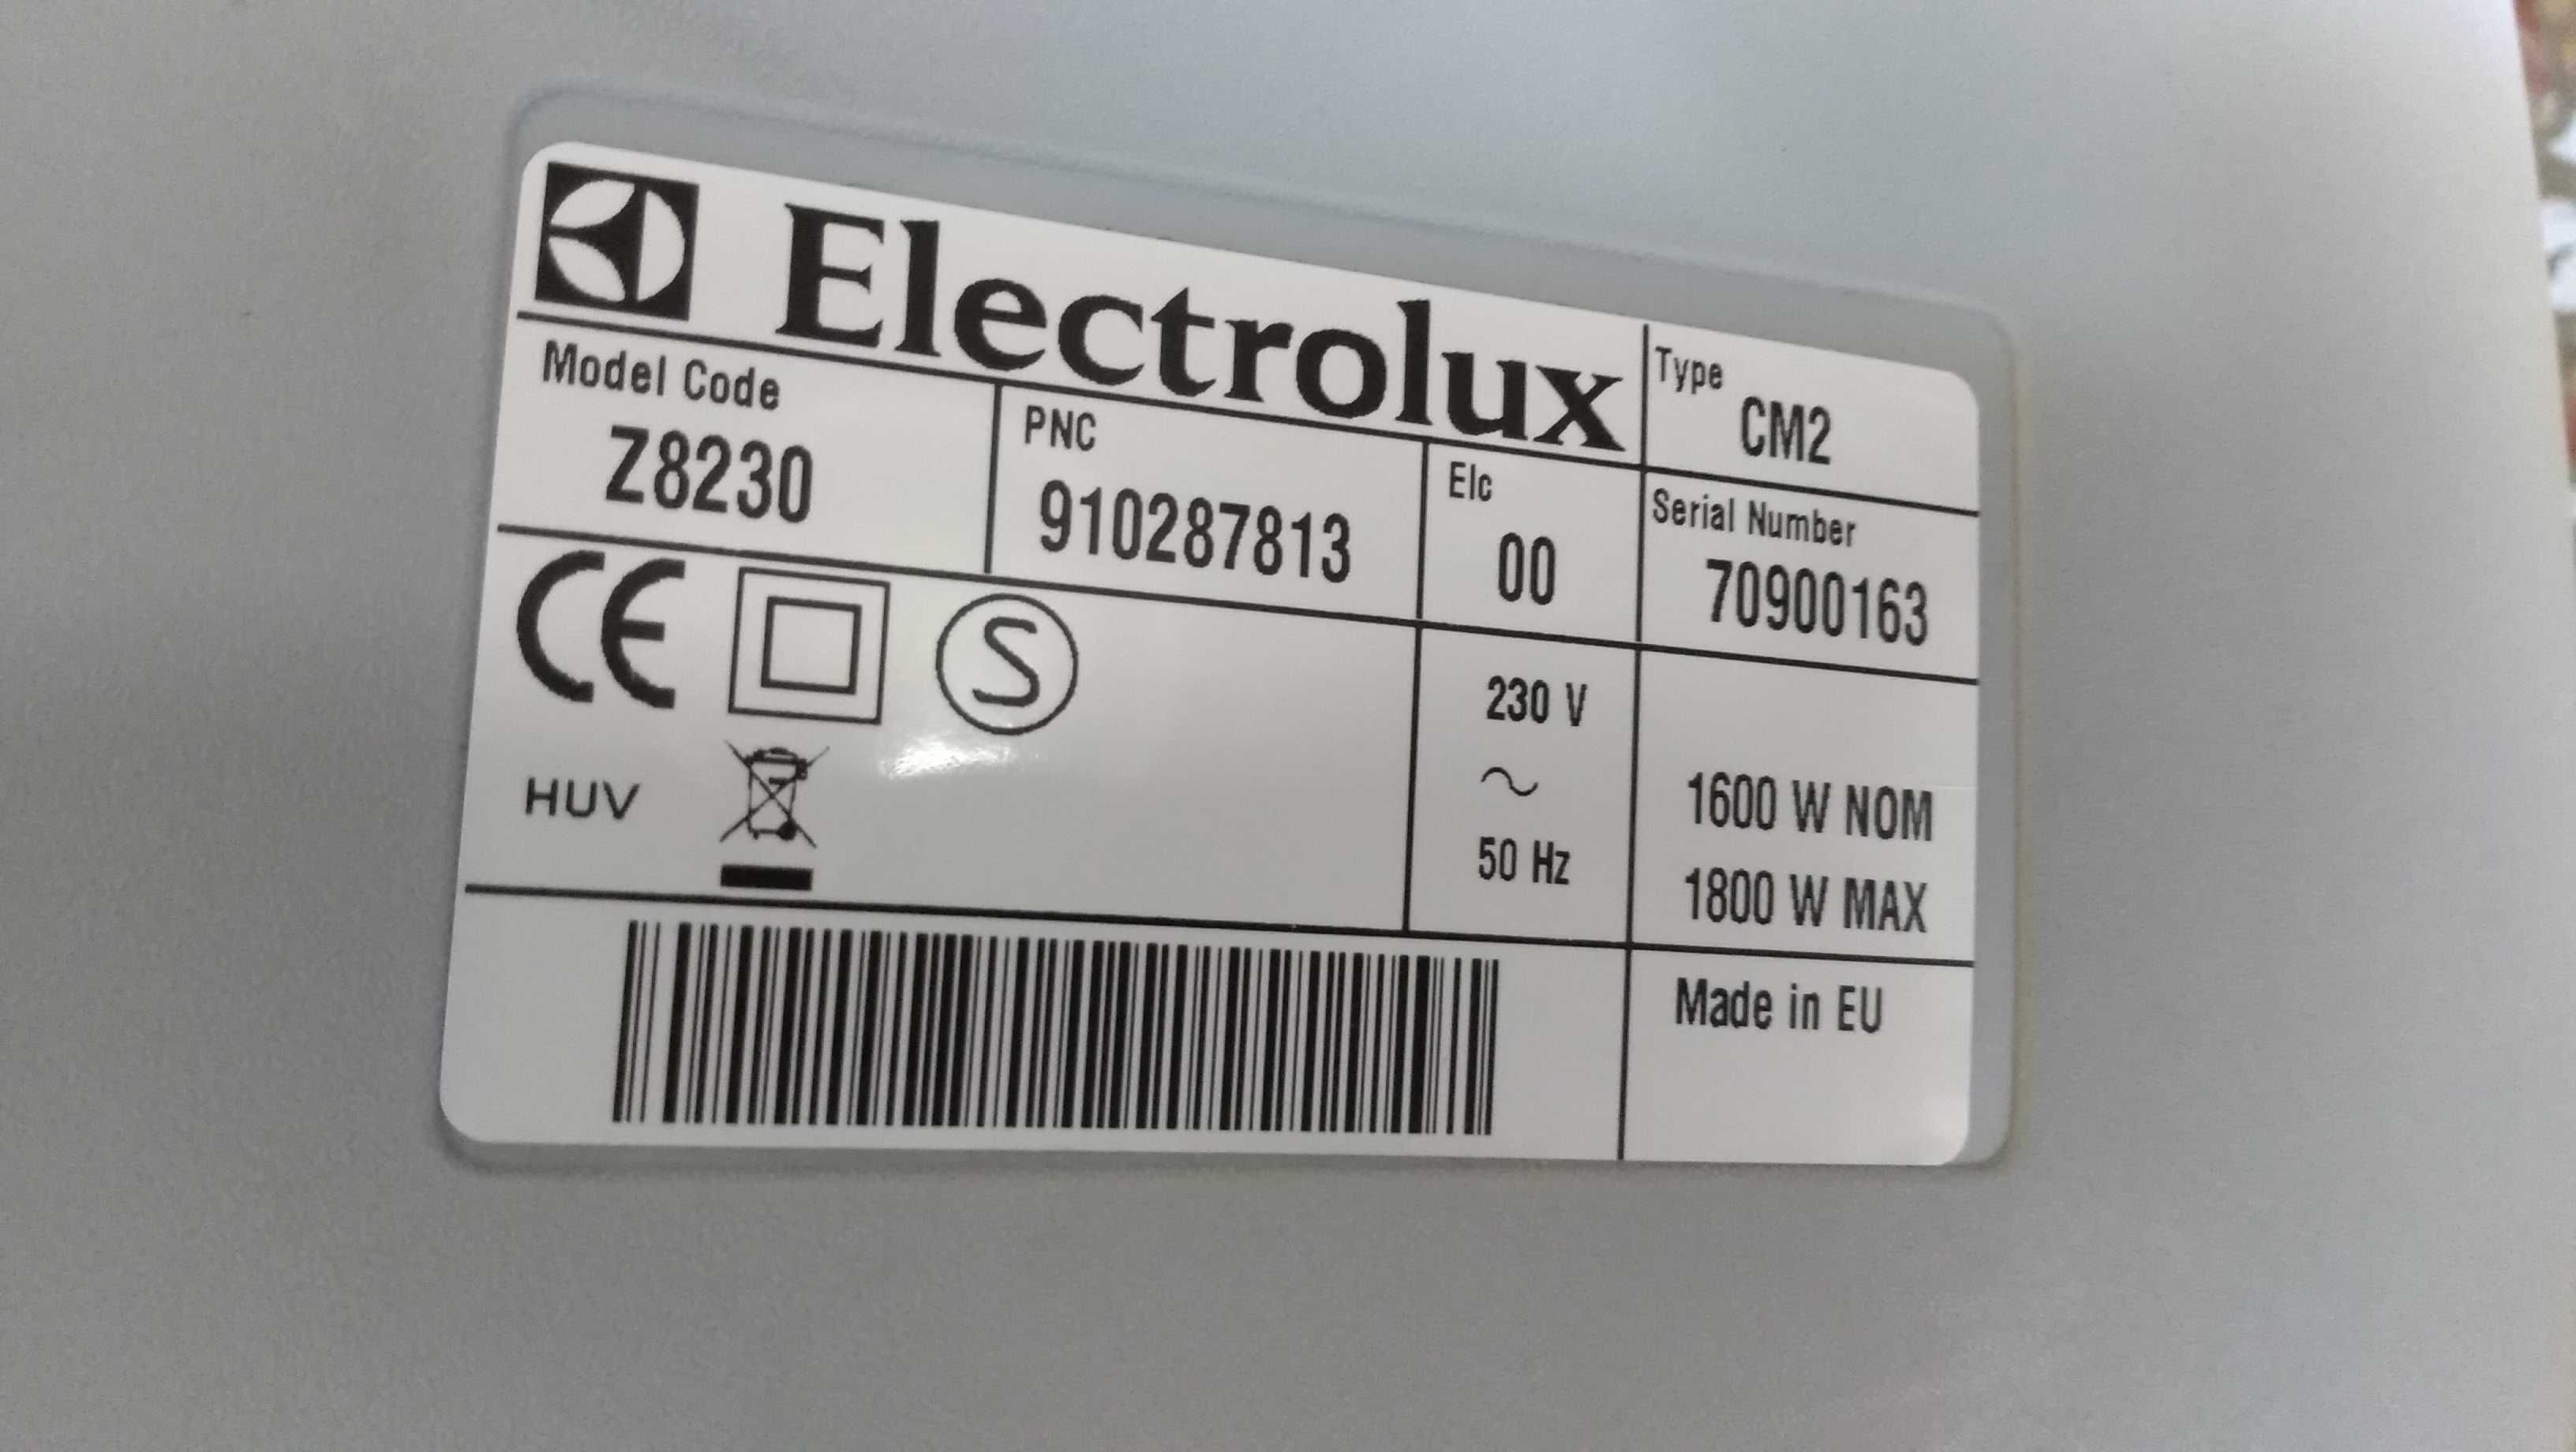 Electrolux
Type
CM2
Model Code
Z8230
PNC
910287813
Elc
00
Serial Number
70900163
CE
S
HUV
230 V
~
50 Hz
1600 W NOM
1800 W MAX
Made in EU